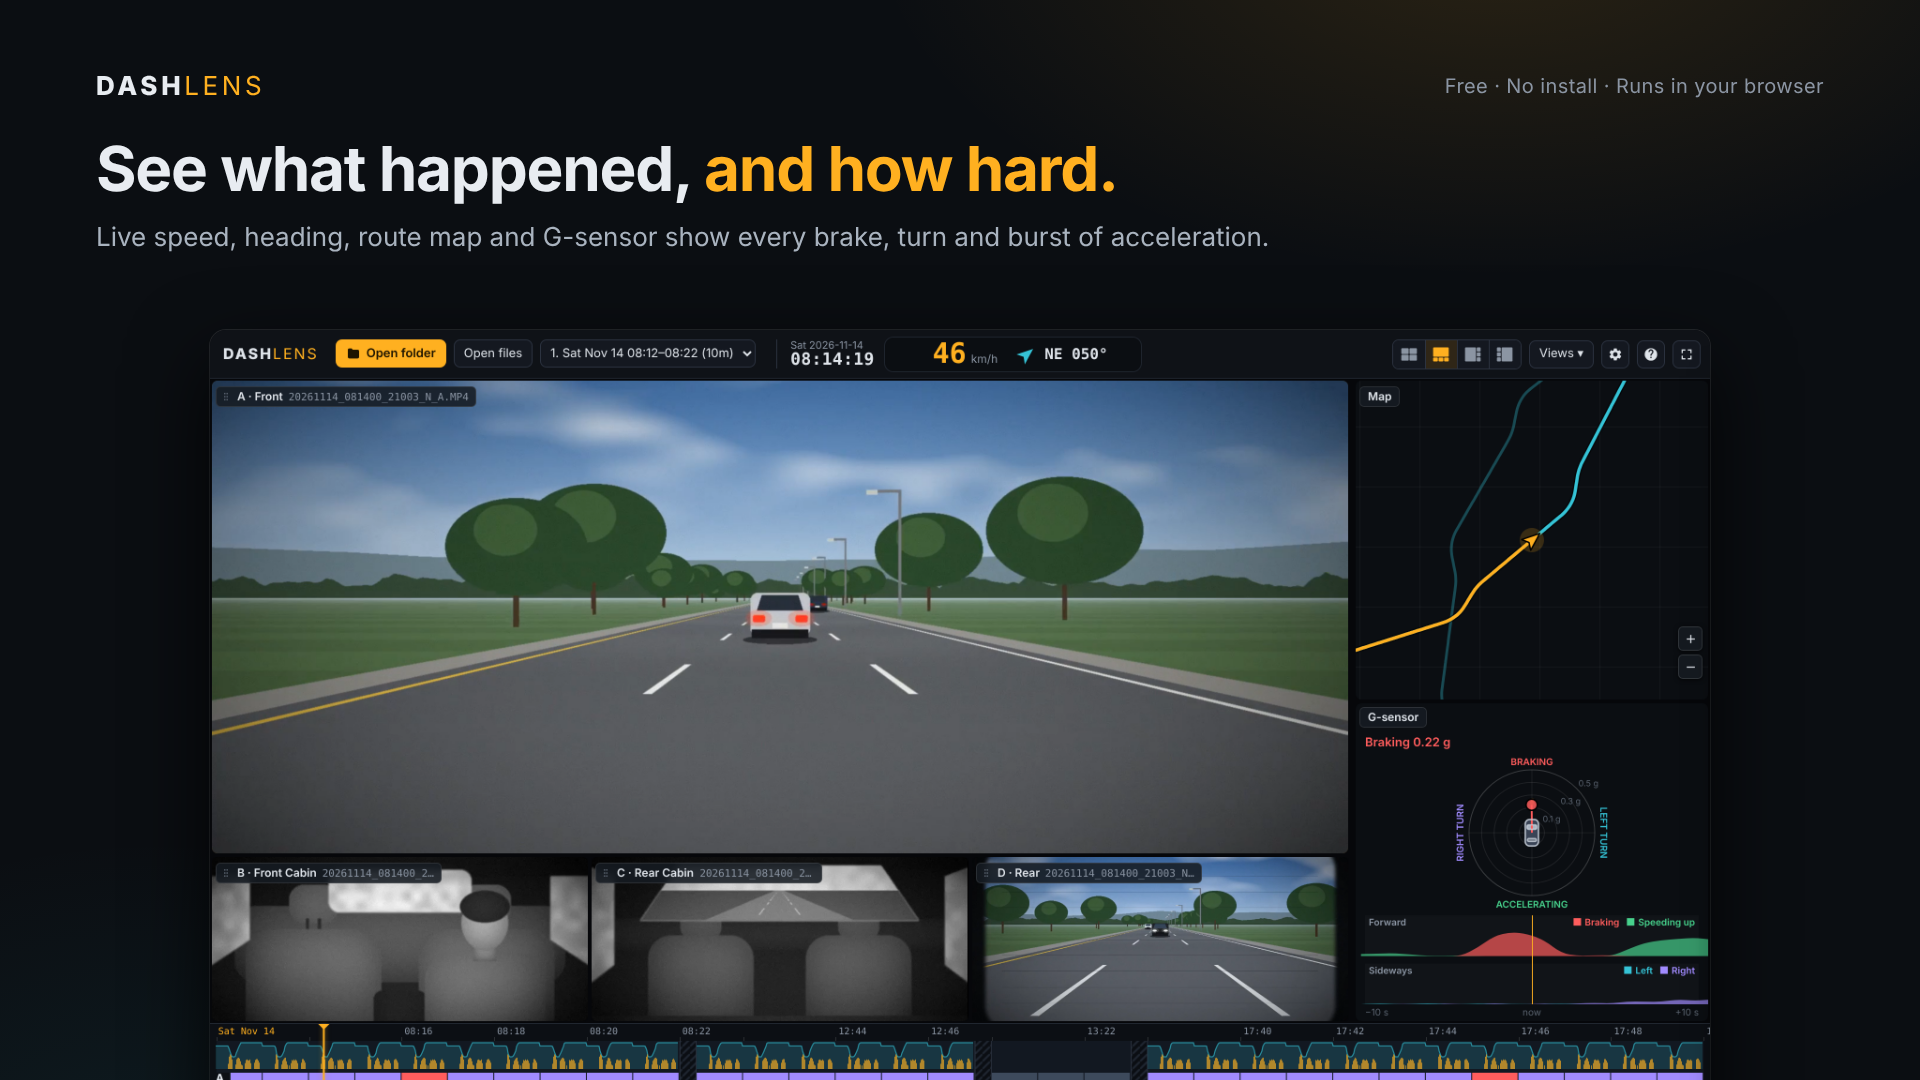 DASHLENS
Free · No install · Runs in your browser
See what happened, and how hard.
Live speed, heading, route map and G-sensor show every brake, turn and burst of acceleration.
DASHLENS
Open folder
Open files
1. Sat Nov 14 08:12–08:22 (10m)
Sat 2026-11-14
08:14:19
46 km/h
NE 050°
Views ▾
A · Front 20261114_081400_21003_N_A.MP4
Map
+
−
G-sensor
Braking 0.22 g
BRAKING
0.5 g
0.3 g
0.1 g
RIGHT TURN
LEFT TURN
ACCELERATING
Forward
Braking
Speeding up
Sideways
Left
Right
−10 s
now
+10 s
B · Front Cabin 20261114_081400_2…
C · Rear Cabin 20261114_081400_2…
D · Rear 20261114_081400_21003_N…
Sat Nov 14
08:16
08:18
08:20
08:22
12:44
12:46
13:22
17:40
17:42
17:44
17:46
17:48
A